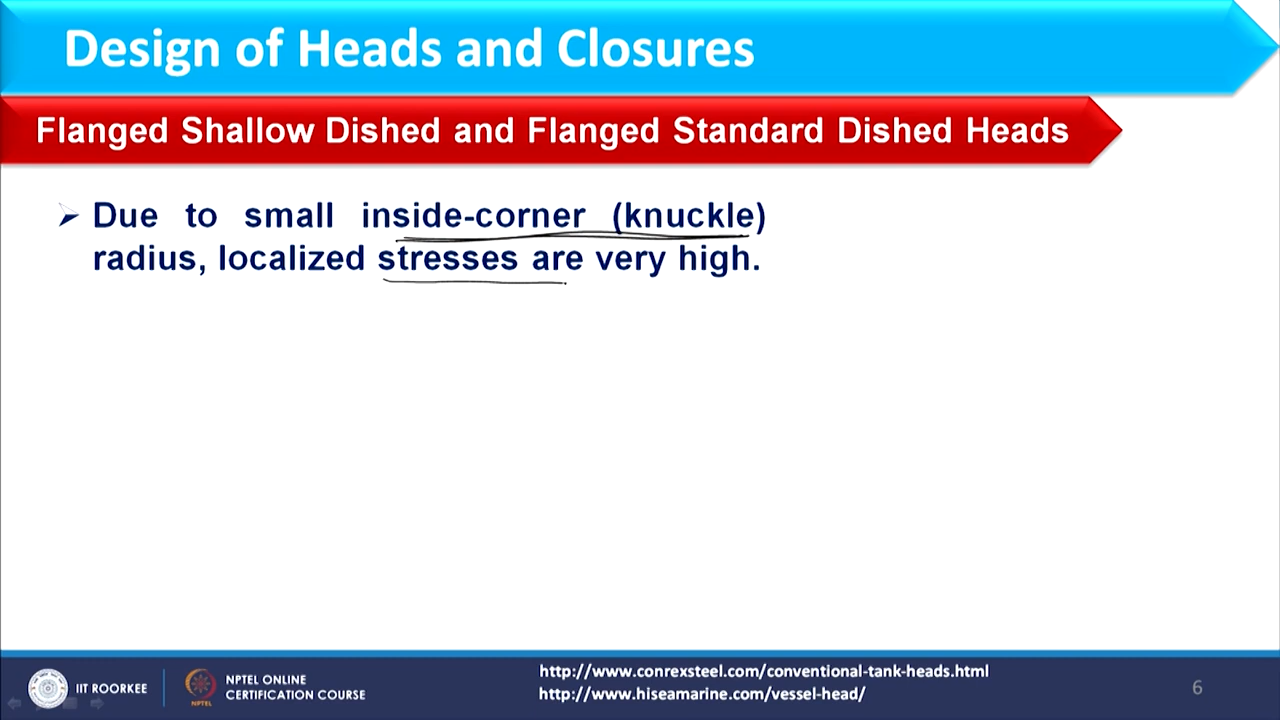 Design of Heads and Closures
Flanged Shallow Dished and Flanged Standard Dished Heads
Due to small inside-corner (knuckle)
radius, localized stresses are very high.
IIT ROORKEE
NPTEL
NPTEL ONLINE
CERTIFICATION COURSE
http://www.conrexsteel.com/conventional-tank-heads.html
http://www.hiseamarine.com/vessel-head/
6